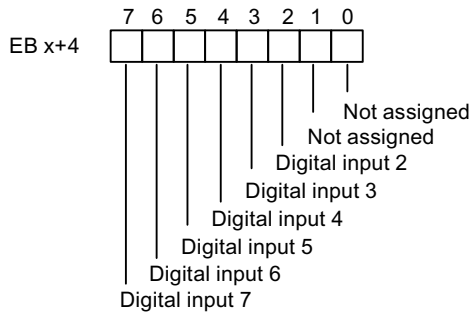 7 6 5 4 3 2 1 0
EB x+4
Not assigned
Not assigned
Digital input 2
Digital input 3
Digital input 4
Digital input 5
Digital input 6
Digital input 7